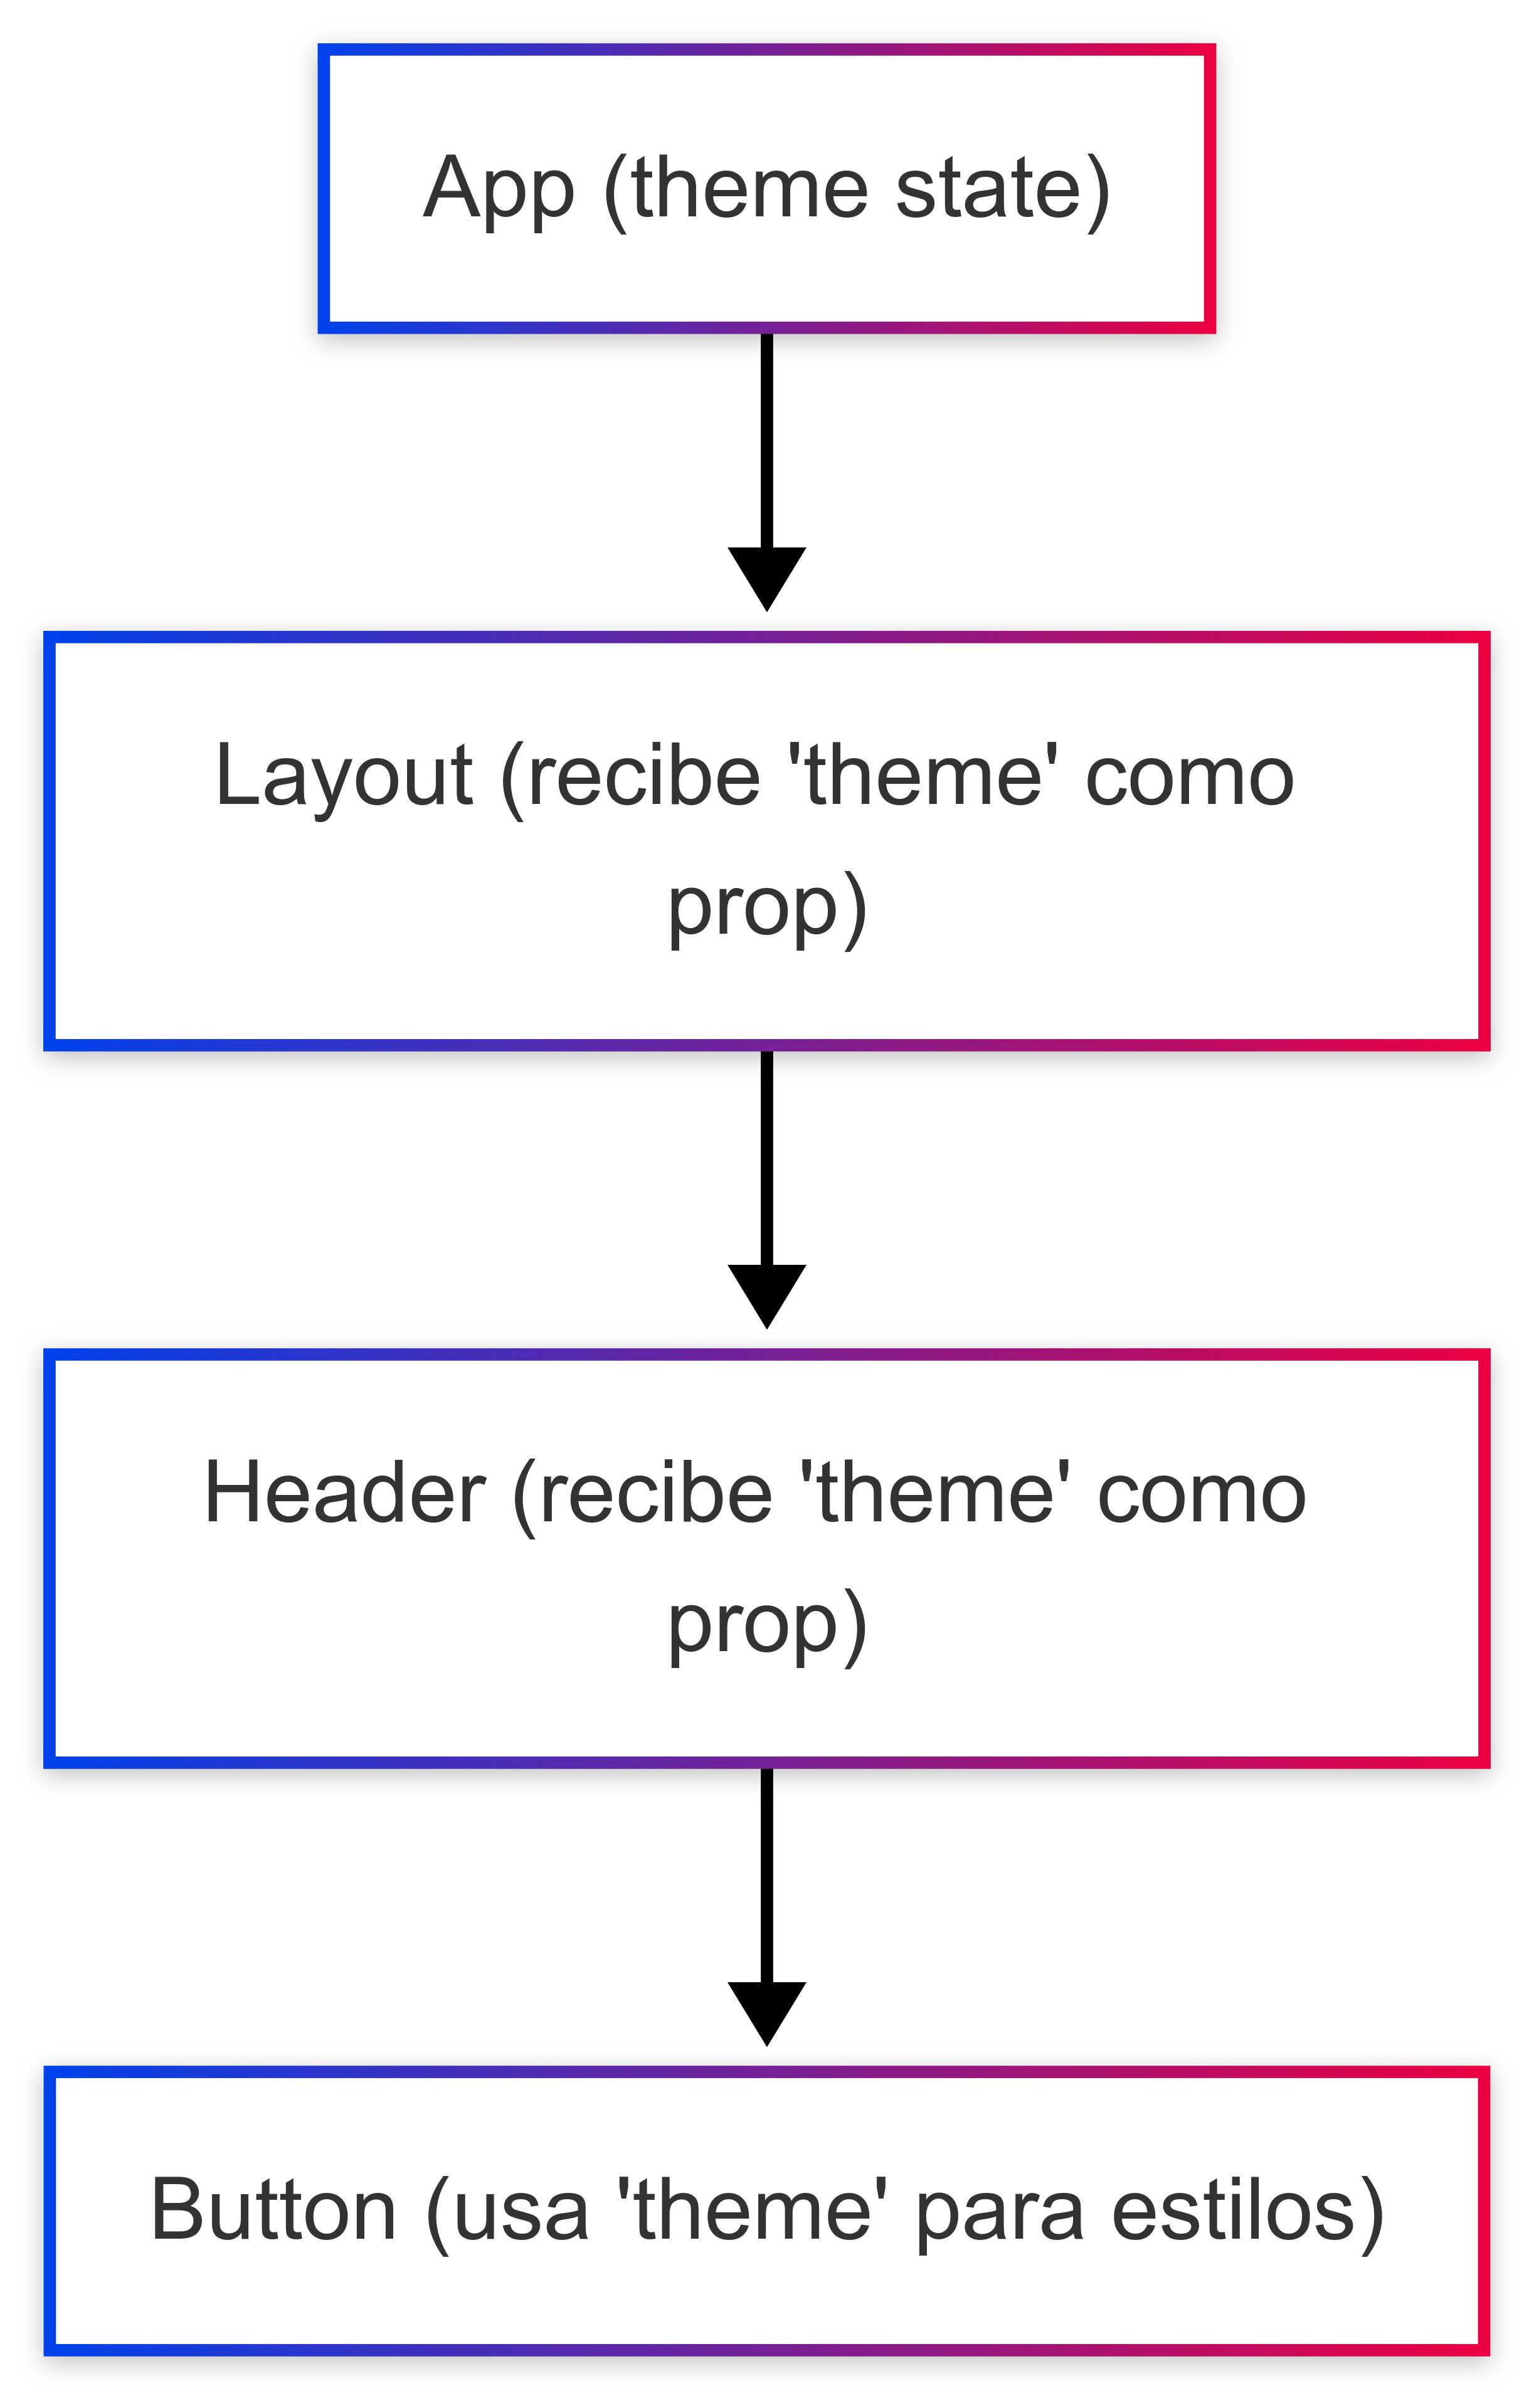 App (theme state)
Layout (recibe 'theme' como
prop)
Header (recibe 'theme' como
prop)
Button (usa 'theme' para estilos)